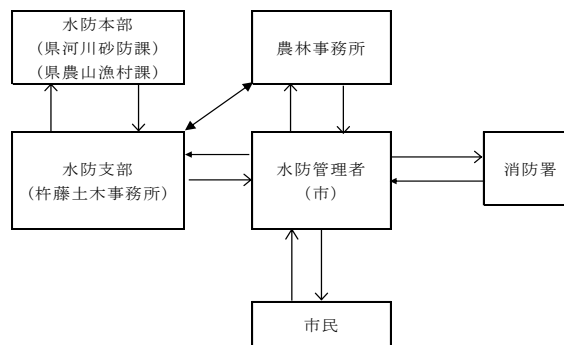 水防本部
(県河川砂防課)
(県農山漁村課)
農林事務所
水防支部
(杵藤土木事務所)
水防管理者
(市)
消防署
市民